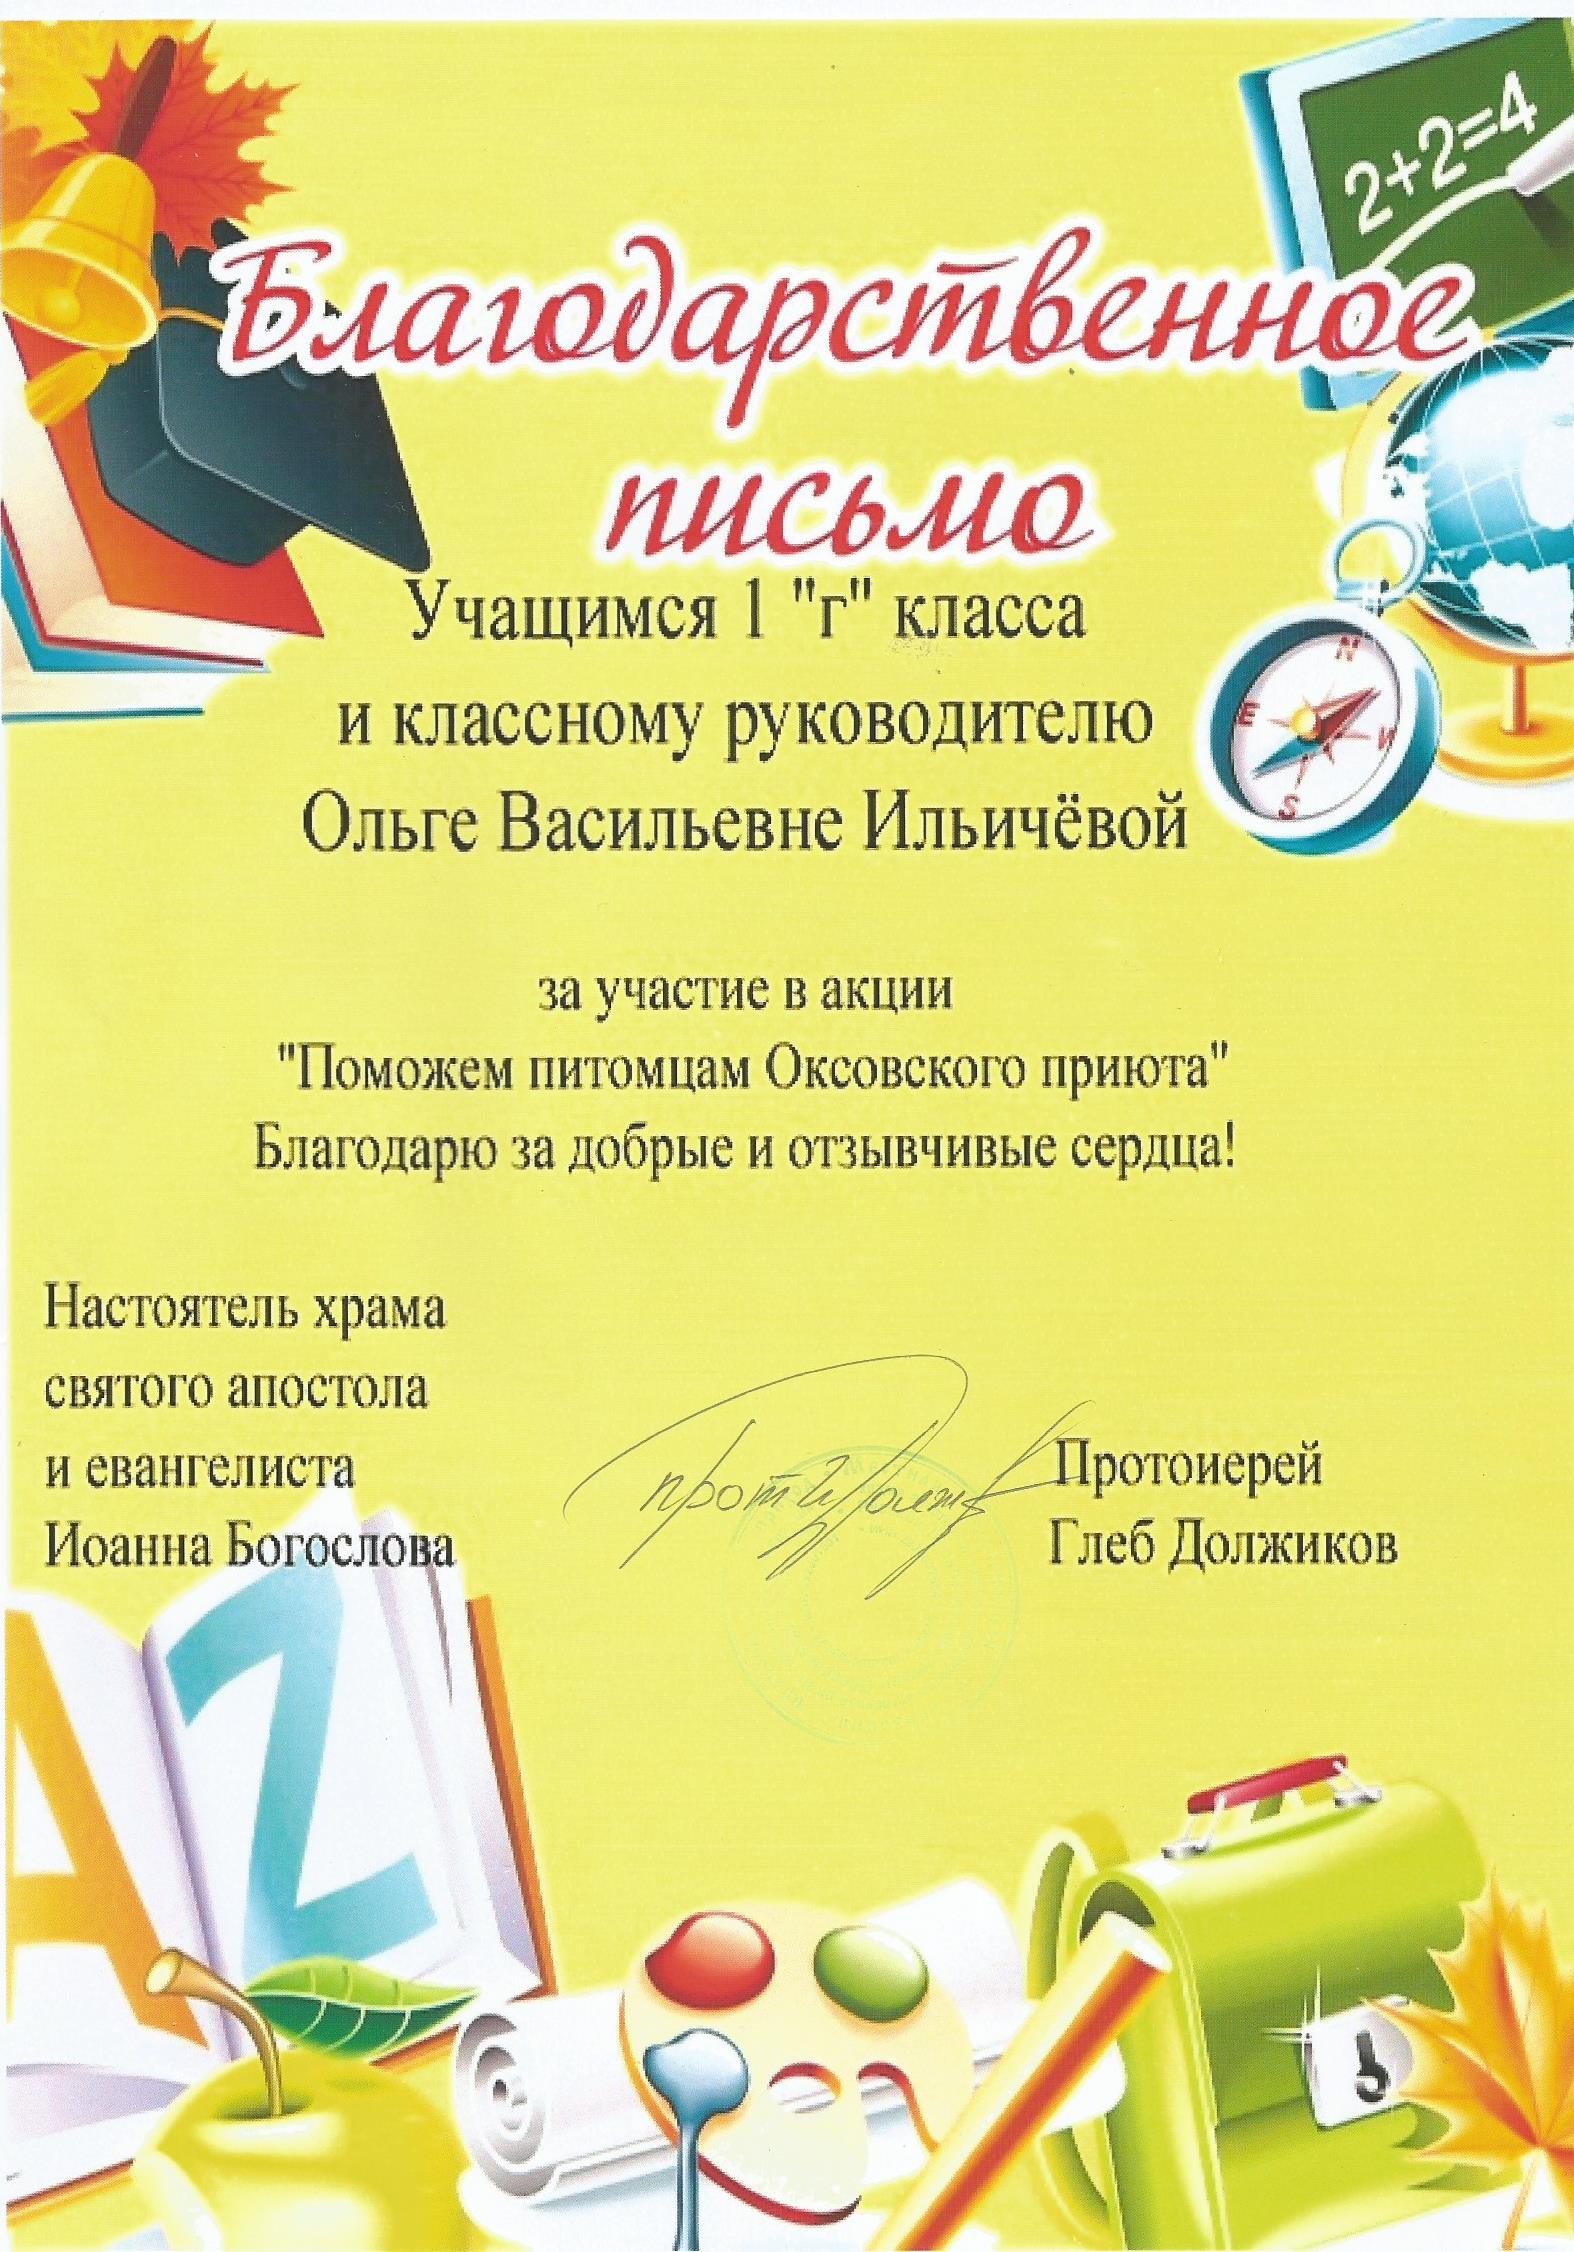 2+2=4
Благодарственное
письмо
Учащимся 1 "г" класса
и классному руководителю
Ольге Васильевне Ильичёвой
N
E
W
S
за участие в акции
"Поможем питомцам Оксовского приюта"
Благодарю за добрые и отзывчивые сердца!
Настоятель храма
святого апостола
и евангелиста
Иоанна Богослова
Протоиерей
Глеб Должиков
A
Z